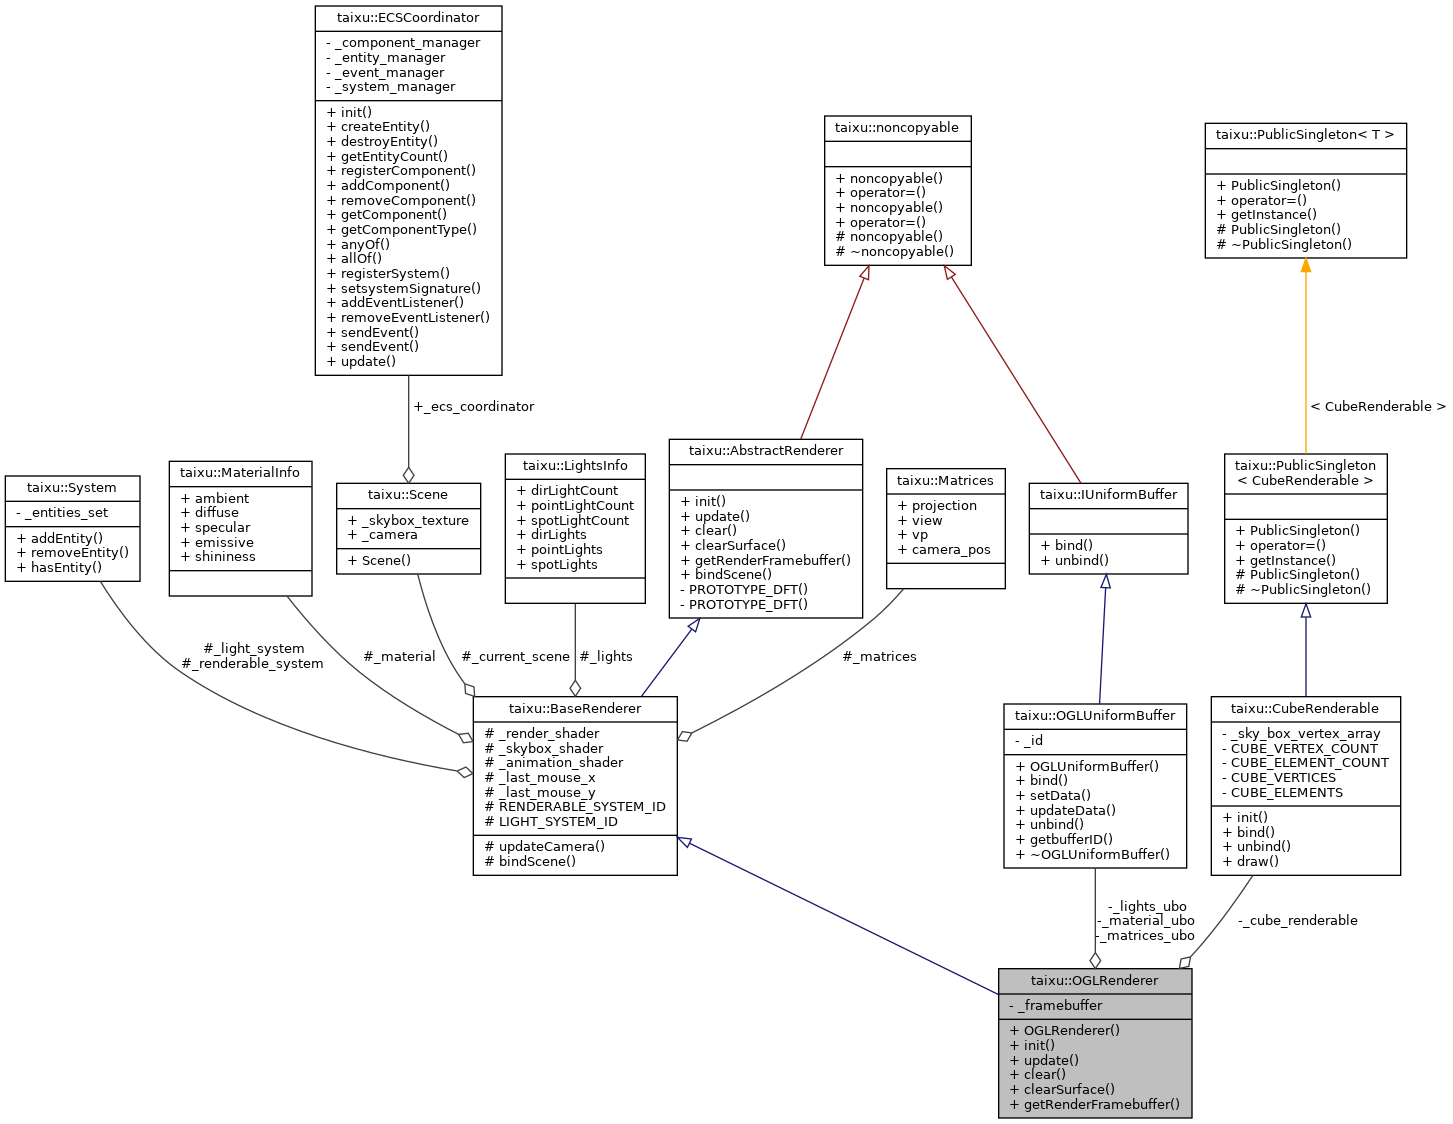 taixu::ECSCoordinator
- _component_manager
- _entity_manager
- _event_manager
- _system_manager
+ init()
+ createEntity()
+ destroyEntity()
+ getEntityCount()
+ registerComponent()
+ addComponent()
+ removeComponent()
+ getComponent()
+ getComponentType()
+ anyOf()
+ allOf()
+ registerSystem()
+ setsystemSignature()
+ addEventListener()
+ removeEventListener()
+ sendEvent()
+ sendEvent()
+ update()
taixu::noncopyable
+ noncopyable()
+ operator=()
+ noncopyable()
+ operator=()
# noncopyable()
# ~noncopyable()
taixu::PublicSingleton< T >
+ PublicSingleton()
+ operator=()
+ getInstance()
# PublicSingleton()
# ~PublicSingleton()
+_ecs_coordinator
< CubeRenderable >
taixu::System
- _entities_set
+ addEntity()
+ removeEntity()
+ hasEntity()
taixu::MaterialInfo
+ ambient
+ diffuse
+ specular
+ emissive
+ shininess
taixu::Scene
+ _skybox_texture
+ _camera
+ Scene()
taixu::LightsInfo
+ dirLightCount
+ pointLightCount
+ spotLightCount
+ dirLights
+ pointLights
+ spotLights
taixu::AbstractRenderer
+ init()
+ update()
+ clear()
+ clearSurface()
+ getRenderFramebuffer()
+ bindScene()
- PROTOTYPE_DFT()
- PROTOTYPE_DFT()
taixu::Matrices
+ projection
+ view
+ vp
+ camera_pos
taixu::IUniformBuffer
+ bind()
+ unbind()
taixu::PublicSingleton
< CubeRenderable >
+ PublicSingleton()
+ operator=()
+ getInstance()
# PublicSingleton()
# ~PublicSingleton()
#_light_system
#_renderable_system
#_material
#_current_scene
#_lights
#_matrices
taixu::BaseRenderer
# _render_shader
# _skybox_shader
# _animation_shader
# _last_mouse_x
# _last_mouse_y
# RENDERABLE_SYSTEM_ID
# LIGHT_SYSTEM_ID
# updateCamera()
# bindScene()
taixu::OGLUniformBuffer
- _id
+ OGLUniformBuffer()
+ bind()
+ setData()
+ updateData()
+ unbind()
+ getbufferID()
+ ~OGLUniformBuffer()
taixu::CubeRenderable
- _sky_box_vertex_array
- CUBE_VERTEX_COUNT
- CUBE_ELEMENT_COUNT
- CUBE_VERTICES
- CUBE_ELEMENTS
+ init()
+ bind()
+ unbind()
+ draw()
-_lights_ubo
-_material_ubo
-_matrices_ubo
-_cube_renderable
taixu::OGLRenderer
- _framebuffer
+ OGLRenderer()
+ init()
+ update()
+ clear()
+ clearSurface()
+ getRenderFramebuffer()